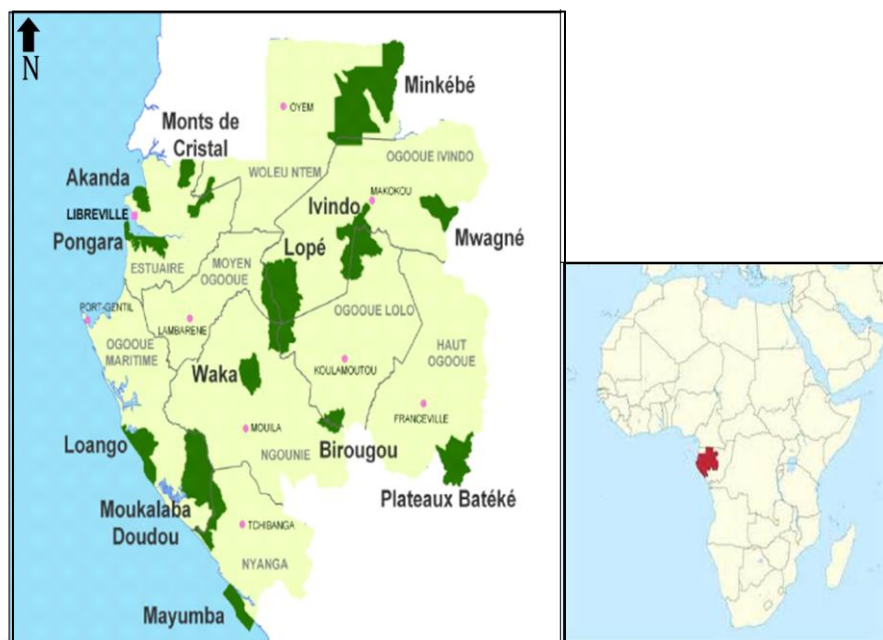 N
Minkébé
OYEM
Monts de
Cristal
OGOOUE IVINDO
WOLEU NTEM
Akanda
MAKOKOU
Ivindo
LIBREVILLE
Mwagné
Pongara
Lopé
ESTUAIRE
MOYEN
OGOOUE
PORT-GENTIL
OGOOUE LOLO
LAMBARENE
OGOOUE
MARITIME
HAUT
OGOOUE
KOULAMOUTOU
Waka
FRANCEVILLE
MOUILA
Loango
Birougou
NGOUNIE
Plateaux Batéké
Moukalaba
Doudou
TCHIBANGA
NYANGA
Mayumba